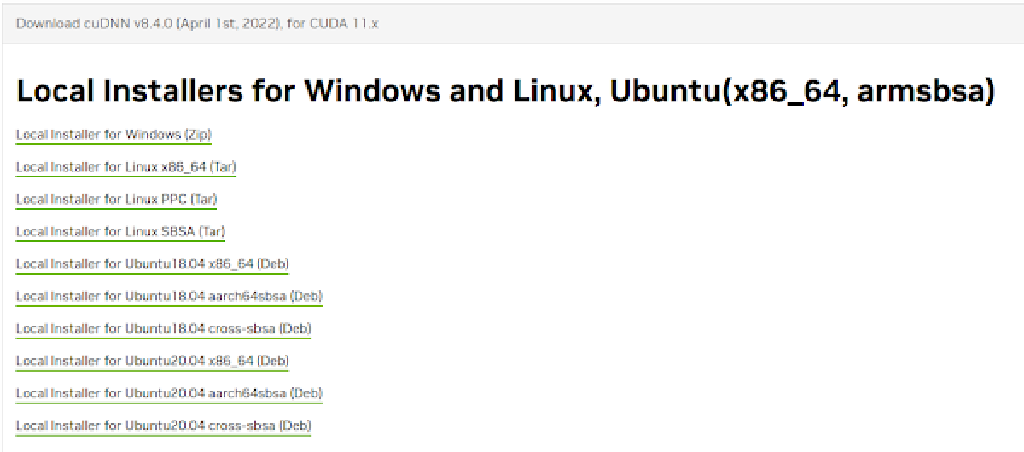 Download cuDNN v8.4.0 (April 1st, 2022), for CUDA 11.x
Local Installers for Windows and Linux, Ubuntu(x86_64, armsbsa)
Local Installer for Windows (Zip)
Local Installer for Linux x86_64 (Tar)
Local Installer for Linux PPC (Tar)
Local Installer for Linux SBSA (Tar)
Local Installer for Ubuntu18.04 x86_64 (Deb)
Local Installer for Ubuntu18.04 aarch64sbsa (Deb)
Local Installer for Ubuntu18.04 cross-sbsa (Deb)
Local Installer for Ubuntu20.04 x86_64 (Deb)
Local Installer for Ubuntu20.04 aarch64sbsa (Deb)
Local Installer for Ubuntu20.04 cross-sbsa (Deb)